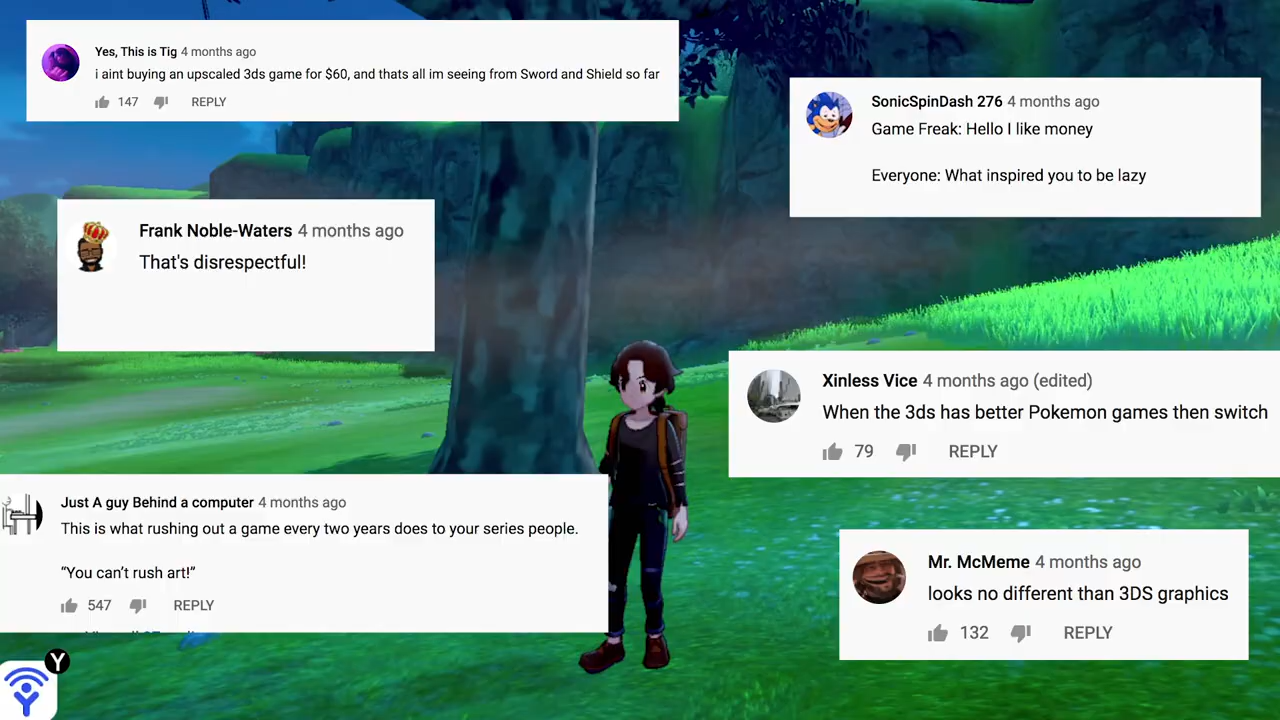 Yes, This is Tig 4 months ago
i aint buying an upscaled 3ds game for $60, and thats all im seeing from Sword and Shield so far
147 REPLY
SonicSpinDash 276 4 months ago
Game Freak: Hello I like money
Everyone: What inspired you to be lazy
Frank Noble-Waters 4 months ago
That's disrespectful!
Xinless Vice 4 months ago (edited)
When the 3ds has better Pokemon games then switch
79 REPLY
Just A guy Behind a computer 4 months ago
This is what rushing out a game every two years does to your series people.
“You can’t rush art!”
547 REPLY
Mr. McMeme 4 months ago
looks no different than 3DS graphics
132 REPLY
Y